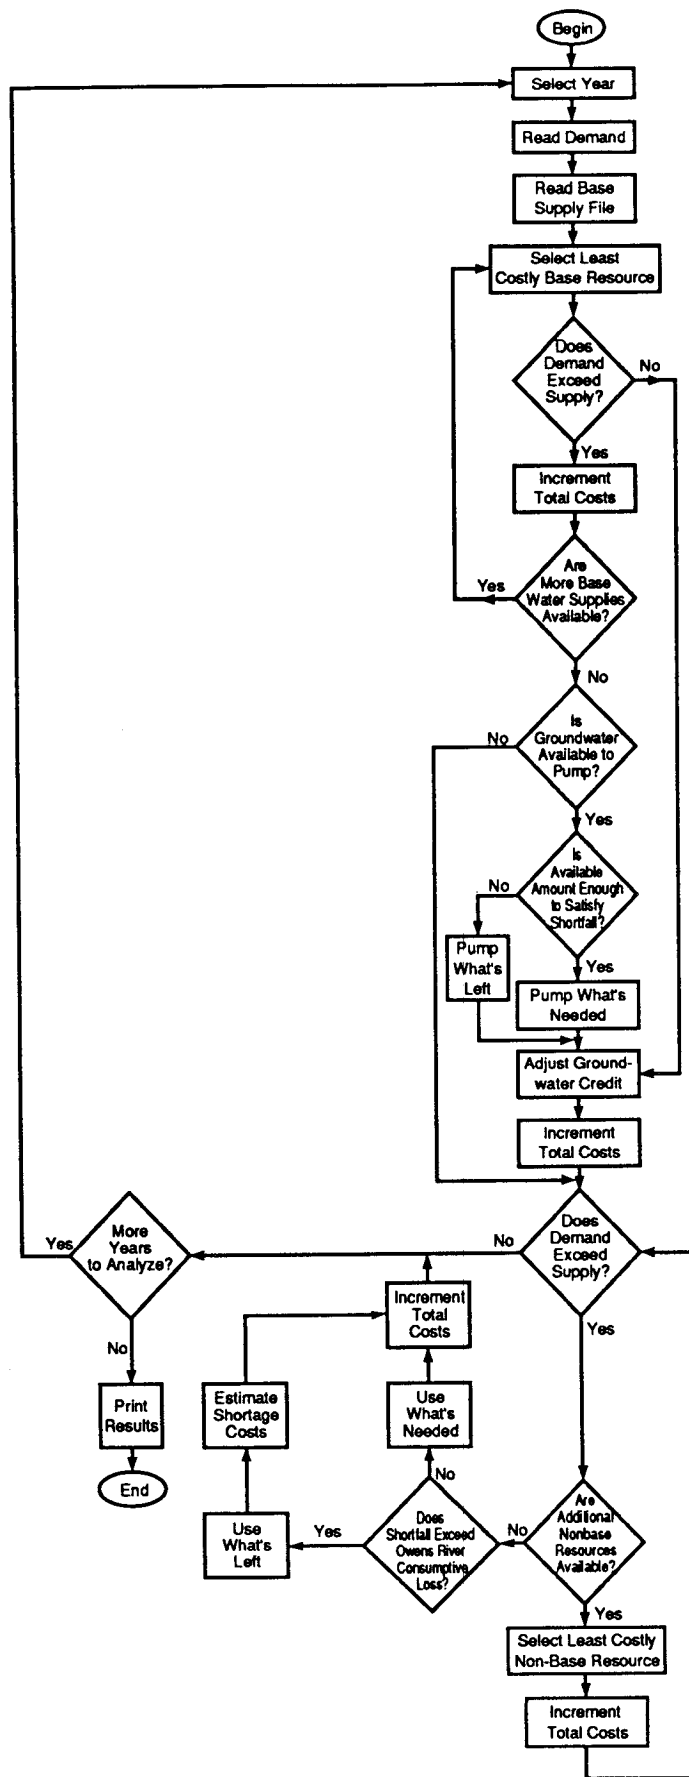 Begin
Select Year
Read Demand
Read Base
Supply File
Select Least
Costly Base Resource
Does
Demand
Exceed
Supply?
No
Yes
Increment
Total Costs
Are
More Base
Water Supplies
Available?
Yes
No
Is
Groundwater
Available to
Pump?
No
Yes
Is
Available
Amount Enough
to Satisfy
Shortfall?
No
Pump
What's
Left
Yes
Pump What's
Needed
Adjust Ground-
water Credit
Increment
Total Costs
Does
Demand
Exceed
Supply?
No
Yes
More
Years
to Analyze?
Yes
No
Print
Results
End
Increment
Total
Costs
Estimate
Shortage
Costs
Use
What's
Needed
No
Use
What's
Left
Yes
Does
Shortfall Exceed
Owens River
Consumptive
Loss?
No
Are
Additional
Nonbase
Resources
Available?
Yes
Select Least Costly
Non-Base Resource
Increment
Total Costs